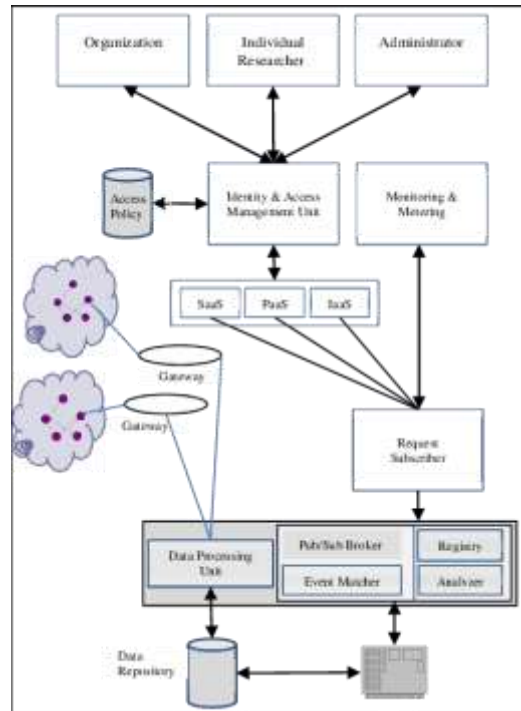 Organization
Individual
Researcher
Administrator
Access
Policy
Identity & Access
Management Unit
Monitoring &
Metering
SaaS
PaaS
IaaS
Gateway
Gateway
Request
Subscriber
Data Processing
Unit
Pub/Sub Broker
Registry
Event Matcher
Analyzer
Data
Repository